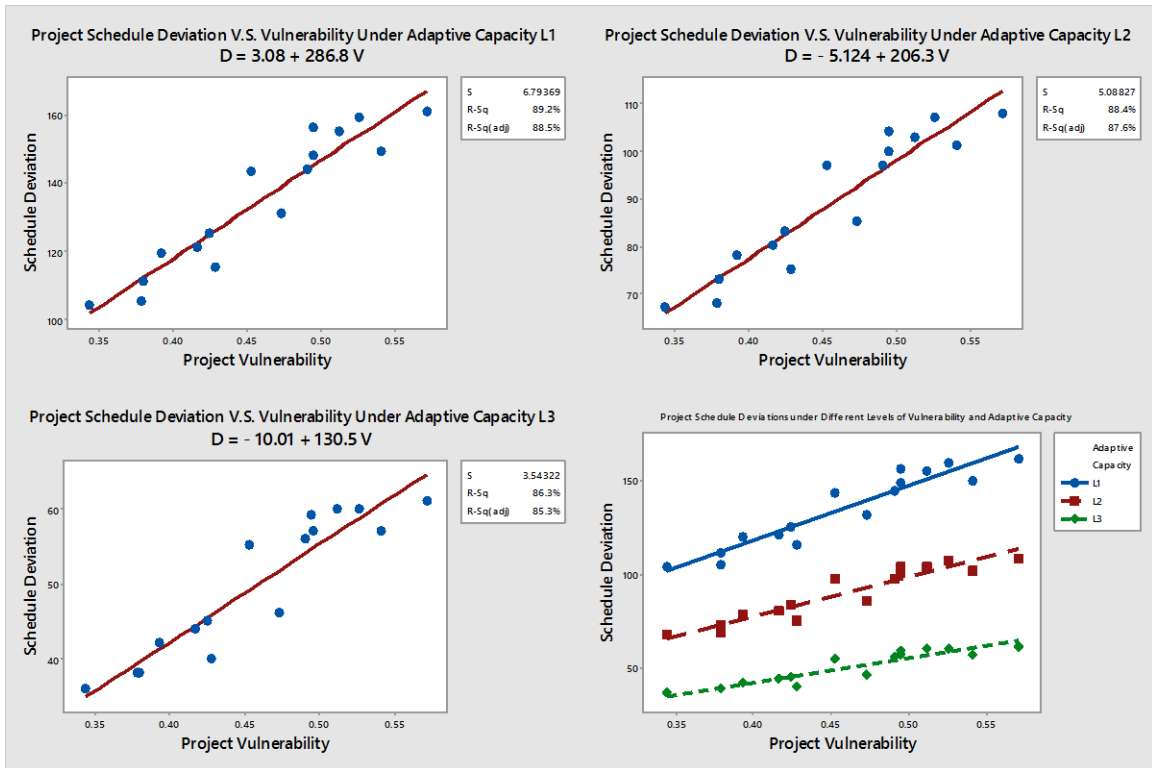 Project Schedule Deviation V.S. Vulnerability Under Adaptive Capacity L1
D = 3.08 + 286.8 V
S 6.79369
R-Sq 89.2%
R-Sq(adj) 88.5%
Schedule Deviation
160
140
120
100
0.35 0.40 0.45 0.50 0.55
Project Vulnerability
Project Schedule Deviation V.S. Vulnerability Under Adaptive Capacity L2
D = - 5.124 + 206.3 V
S 5.08827
R-Sq 88.4%
R-Sq(adj) 87.6%
Schedule Deviation
110
100
90
80
70
0.35 0.40 0.45 0.50 0.55
Project Vulnerability
Project Schedule Deviation V.S. Vulnerability Under Adaptive Capacity L3
D = - 10.01 + 130.5 V
S 3.54322
R-Sq 86.3%
R-Sq(adj) 85.3%
Schedule Deviation
60
50
40
0.35 0.40 0.45 0.50 0.55
Project Vulnerability
Project Schedule Deviations under Different Levels of Vulnerability and Adaptive Capacity
Adaptive
Capacity
L1
L2
L3
Schedule Deviation
150
100
50
0.35 0.40 0.45 0.50 0.55
Project Vulnerability